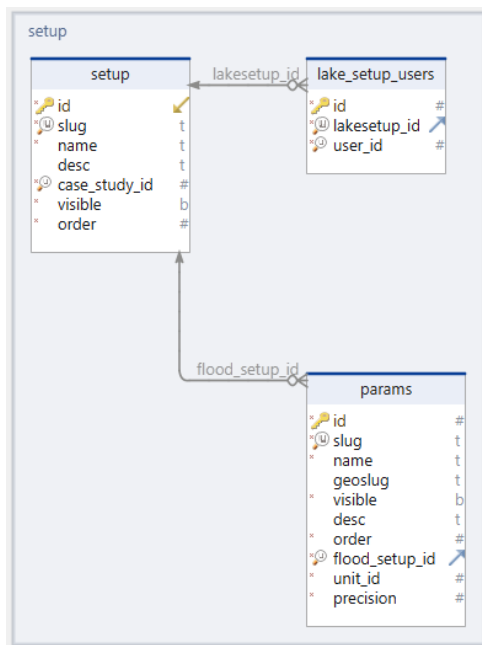 setup
setup
id
slug t
name t
desc t
case_study_id #
visible b
order #
lakesetup_id
lake_setup_users
id #
lakesetup_id
user_id #
flood_setup_id
params
id #
slug t
name t
geoslug t
visible b
desc t
order #
flood_setup_id
unit_id #
precision #